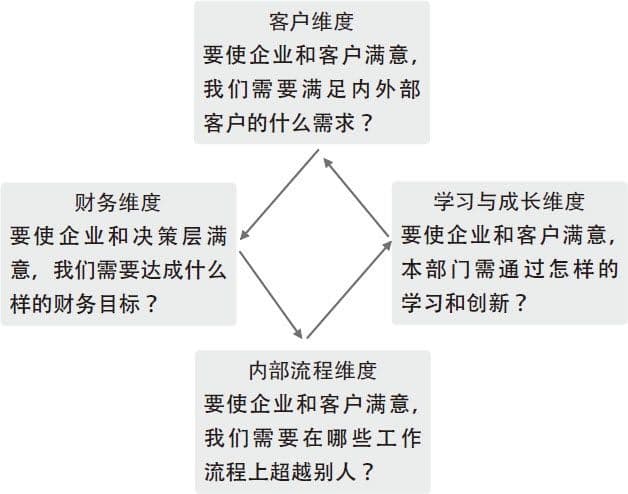 客户维度
要使企业和客户满意，
我们需要满足内外部
客户的什么需求？
财务维度
要使企业和决策层满
意，我们需要达成什么
样的财务目标？
学习与成长维度
要使企业和客户满意，
本部门需通过怎样的
学习和创新？
内部流程维度
要使企业和客户满意，
我们需要在哪些工作
流程上超越别人？